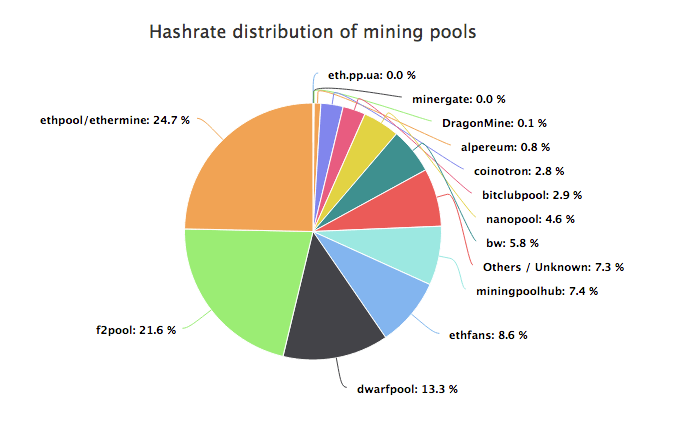 Hashrate distribution of mining pools
eth.pp.ua: 0.0 %
minergate: 0.0 %
DragonMine: 0.1 %
alpereum: 0.8 %
coinotron: 2.8 %
bitclubpool: 2.9 %
nanopool: 4.6 %
bw: 5.8 %
Others / Unknown: 7.3 %
miningpoolhub: 7.4 %
ethfans: 8.6 %
dwarfpool: 13.3 %
f2pool: 21.6 %
ethpool/ethermine: 24.7 %